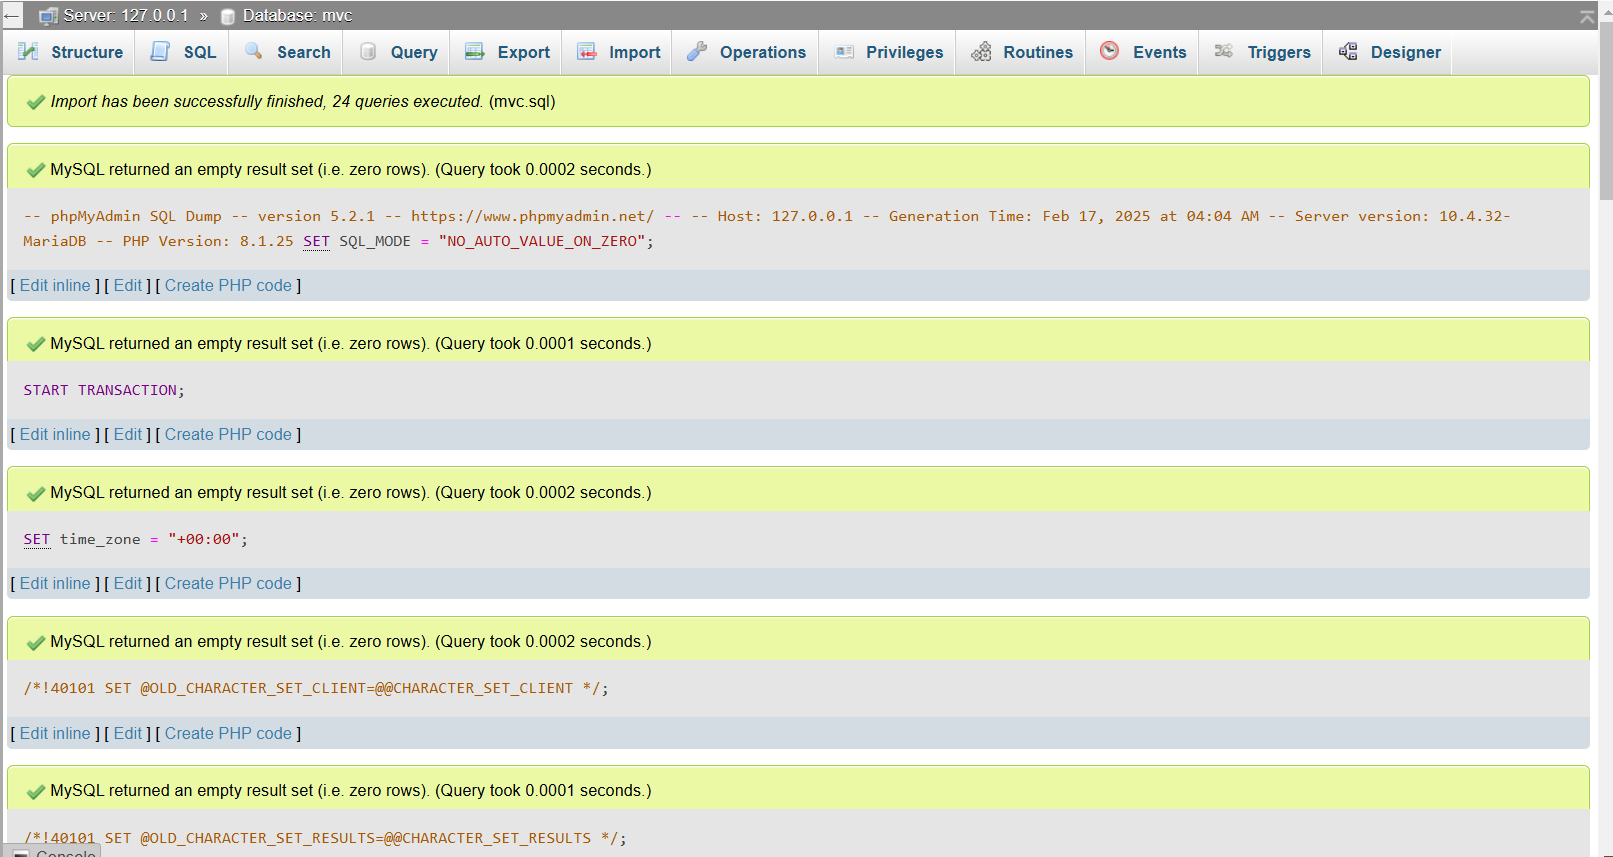 ← Server: 127.0.0.1 » Database: mvc
Structure SQL Search Query Export Import Operations Privileges Routines Events Triggers Designer
Import has been successfully finished, 24 queries executed. (mvc.sql)
MySQL returned an empty result set (i.e. zero rows). (Query took 0.0002 seconds.)
-- phpMyAdmin SQL Dump -- version 5.2.1 -- https://www.phpmyadmin.net/ -- -- Host: 127.0.0.1 -- Generation Time: Feb 17, 2025 at 04:04 AM -- Server version: 10.4.32-
MariaDB -- PHP Version: 8.1.25 SET SQL_MODE = "NO_AUTO_VALUE_ON_ZERO";
[ Edit inline ] [ Edit ] [ Create PHP code ]
MySQL returned an empty result set (i.e. zero rows). (Query took 0.0001 seconds.)
START TRANSACTION;
[ Edit inline ] [ Edit ] [ Create PHP code ]
MySQL returned an empty result set (i.e. zero rows). (Query took 0.0002 seconds.)
SET time_zone = "+00:00";
[ Edit inline ] [ Edit ] [ Create PHP code ]
MySQL returned an empty result set (i.e. zero rows). (Query took 0.0002 seconds.)
/*!40101 SET @OLD_CHARACTER_SET_CLIENT=@@CHARACTER_SET_CLIENT */;
[ Edit inline ] [ Edit ] [ Create PHP code ]
MySQL returned an empty result set (i.e. zero rows). (Query took 0.0001 seconds.)
/*!40101 SET @OLD_CHARACTER_SET_RESULTS=@@CHARACTER_SET_RESULTS */;
Console